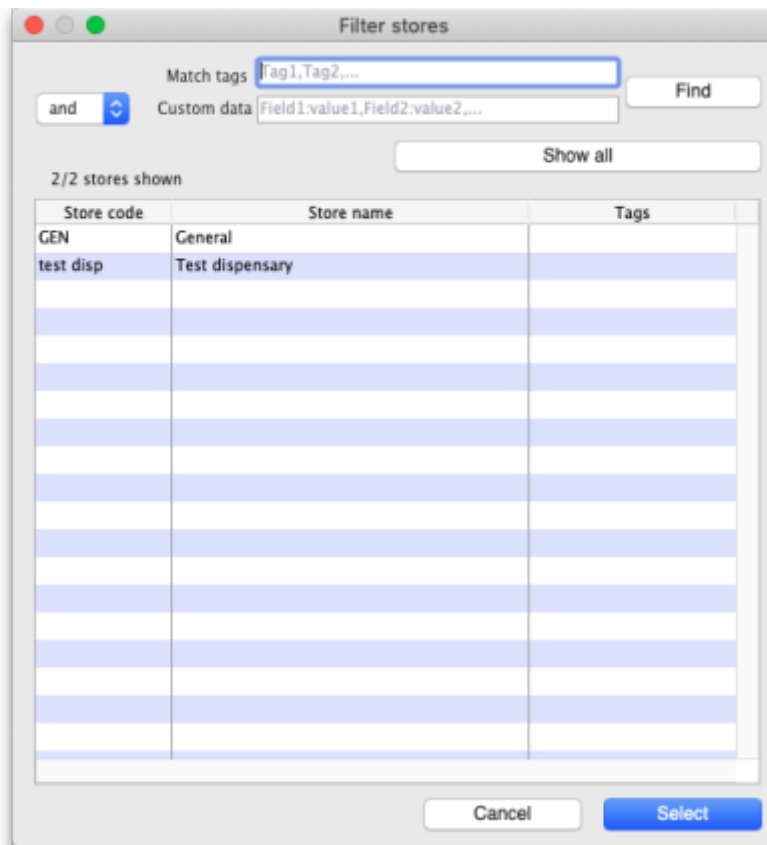 Filter stores
Match tags Tag1,Tag2,...
Find
and
Custom data Field1:value1,Field2:value2,...
Show all
2/2 stores shown
Store code Store name Tags
GEN General
test disp Test dispensary
Cancel Select